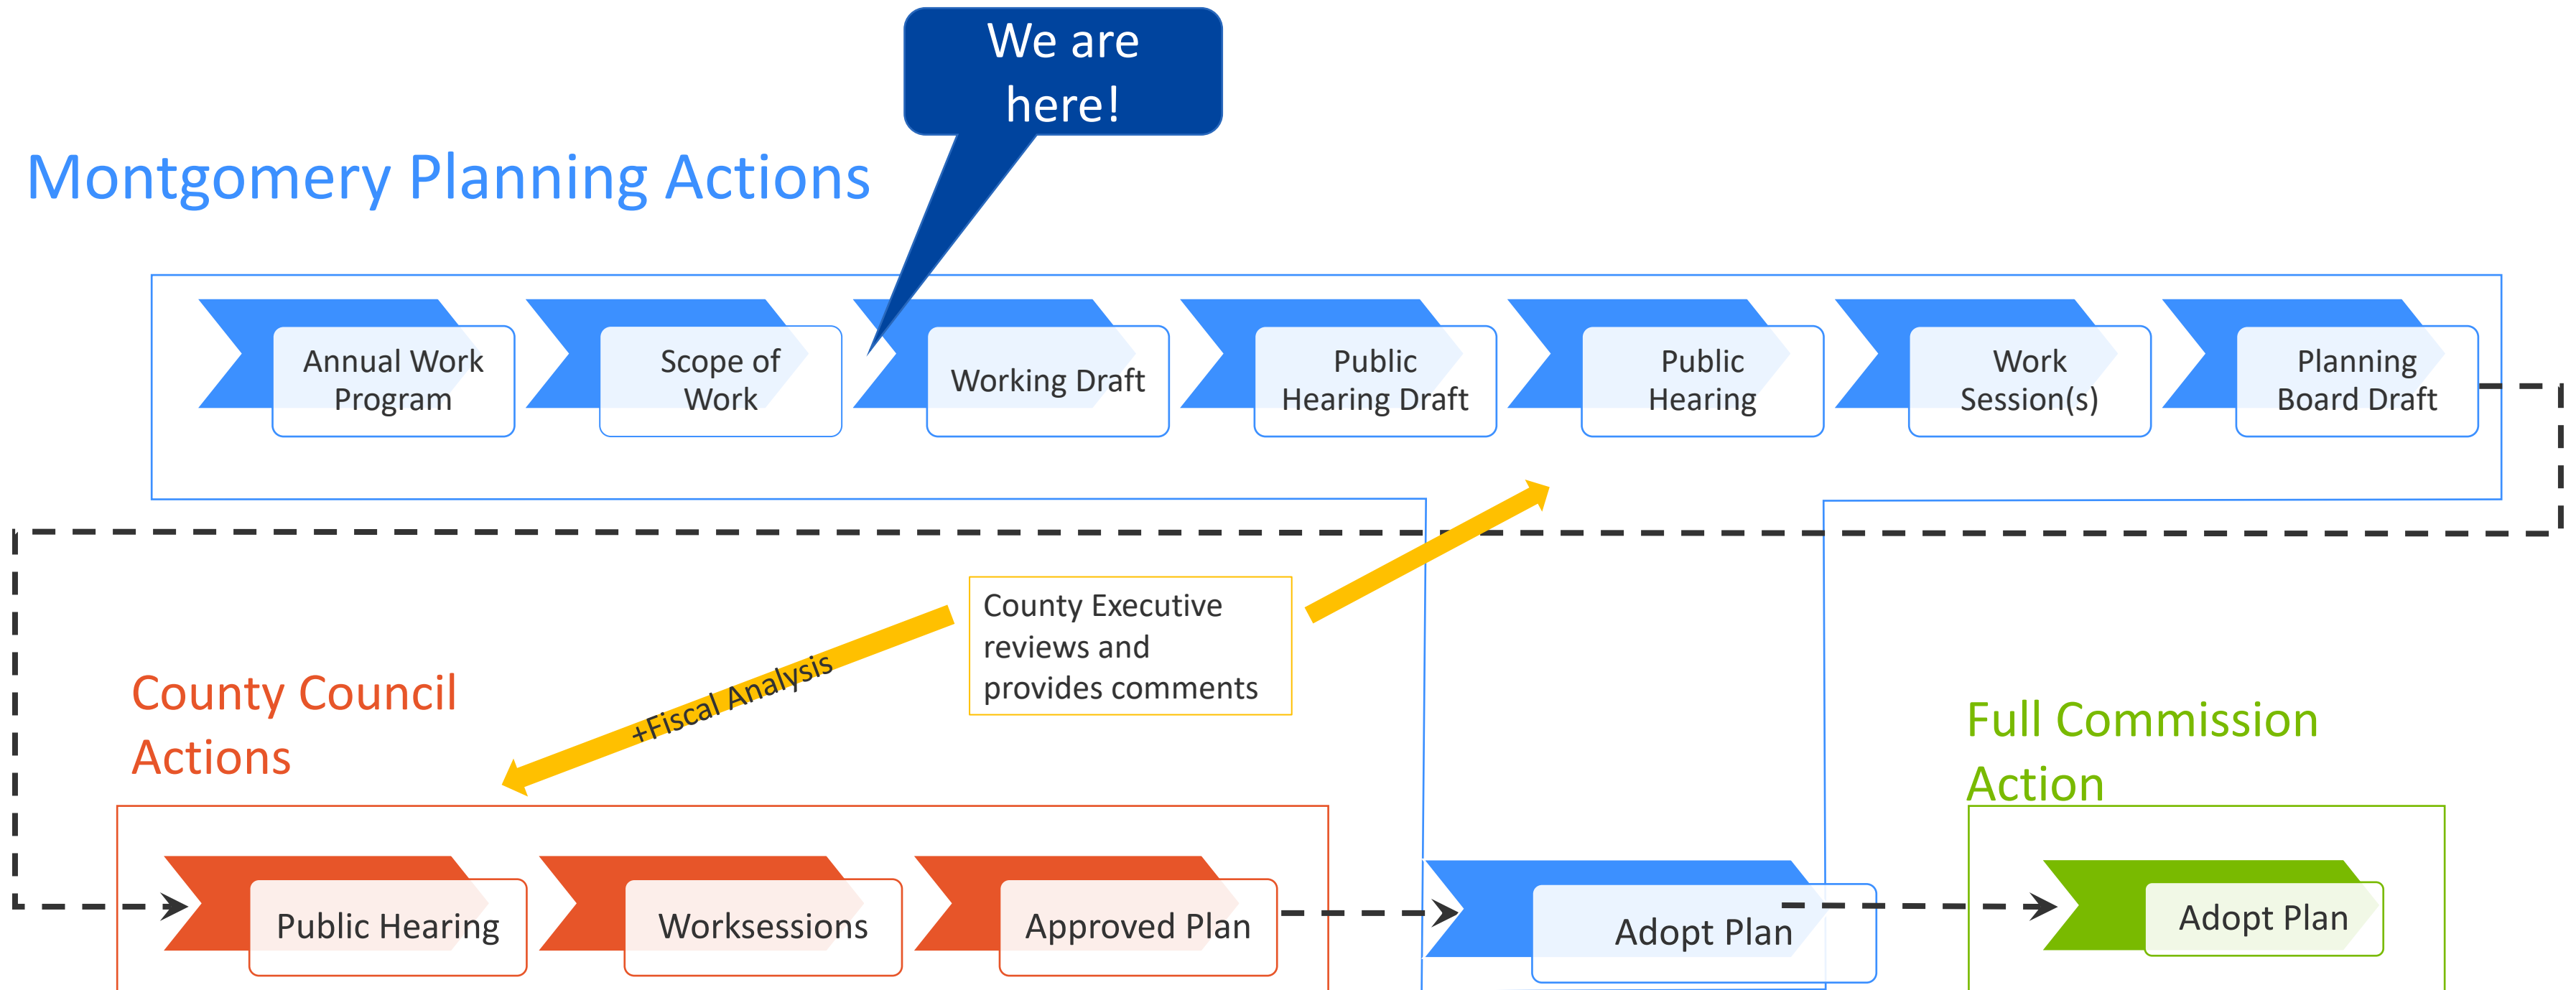 We are
here!
Montgomery Planning Actions
Annual Work
Program
Scope of
Work
Working Draft
Public
Hearing Draft
Public
Hearing
Work
Session(s)
Planning
Board Draft
County Executive
reviews and
provides comments
+Fiscal Analysis
County Council
Actions
Public Hearing
Worksessions
Approved Plan
Adopt Plan
Full Commission
Action
Adopt Plan